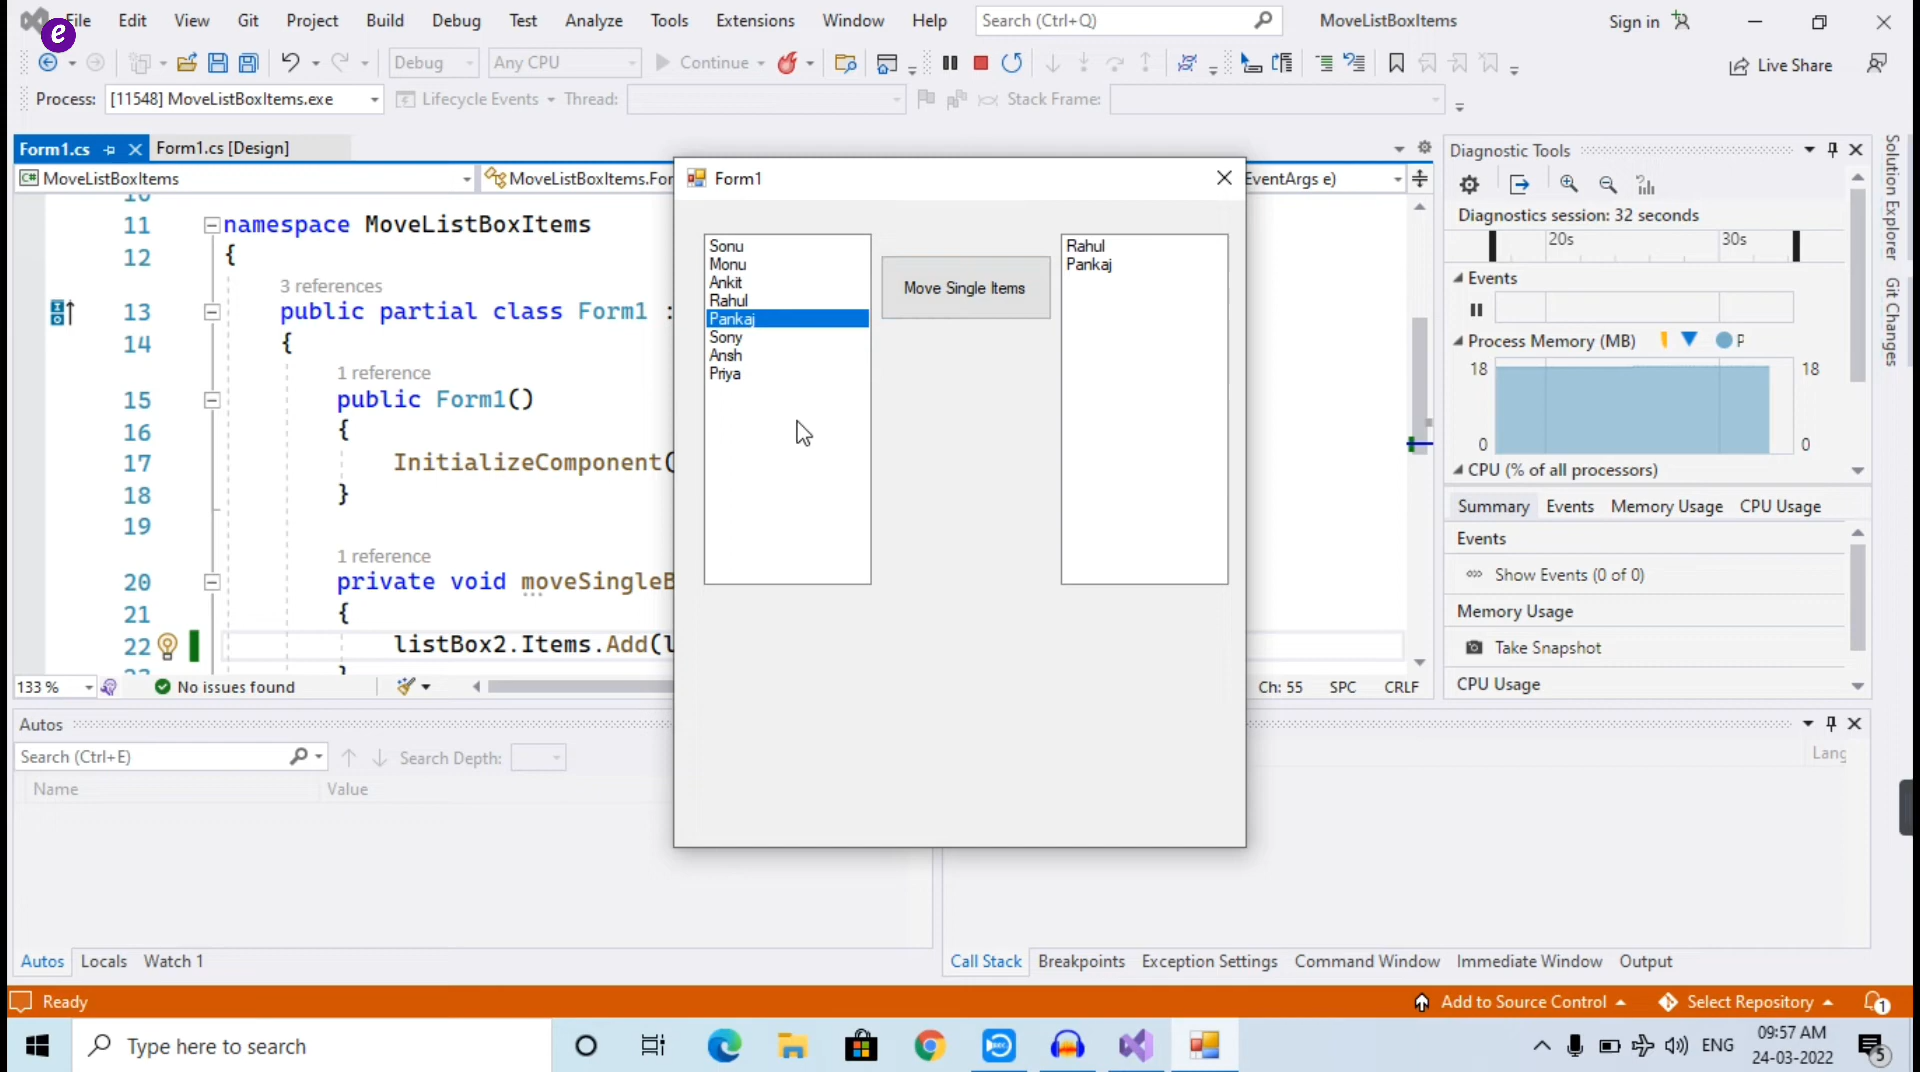 e
File Edit View Git Project Build Debug Test Analyze Tools Extensions Window Help Search (Ctrl+Q) MoveListBoxItems Sign in
Debug Any CPU Continue Live Share
Process: [11548] MoveListBoxItems.exe Lifecycle Events Thread: Stack Frame:
Form1.cs Form1.cs [Design]
MoveListBoxItems MoveListBoxItems.For EventArgs e)
11 namespace MoveListBoxItems
12 {
3 references
13 public partial class Form1 :
14 {
1 reference
15 public Form1()
16 {
17 InitializeComponent(
18 }
19
1 reference
20 private void moveSingleB
21 {
22 listBox2.Items.Add(l
133 % No issues found Ch: 55 SPC CRLF
Form1
Sonu
Monu
Ankit
Rahul
Pankaj
Sony
Ansh
Priya
Move Single Items
Rahul
Pankaj
Diagnostic Tools
Diagnostics session: 32 seconds
20s 30s
Events
Process Memory (MB) P
18 18
0 0
CPU (% of all processors)
Summary Events Memory Usage CPU Usage
Events
Show Events (0 of 0)
Memory Usage
Take Snapshot
CPU Usage
Solution Explorer
Git Changes
Autos
Search (Ctrl+E) Search Depth:
Name Value
Lang
Autos Locals Watch 1
Call Stack Breakpoints Exception Settings Command Window Immediate Window Output
Ready Add to Source Control Select Repository 1
Type here to search ENG 09:57 AM
24-03-2022 5